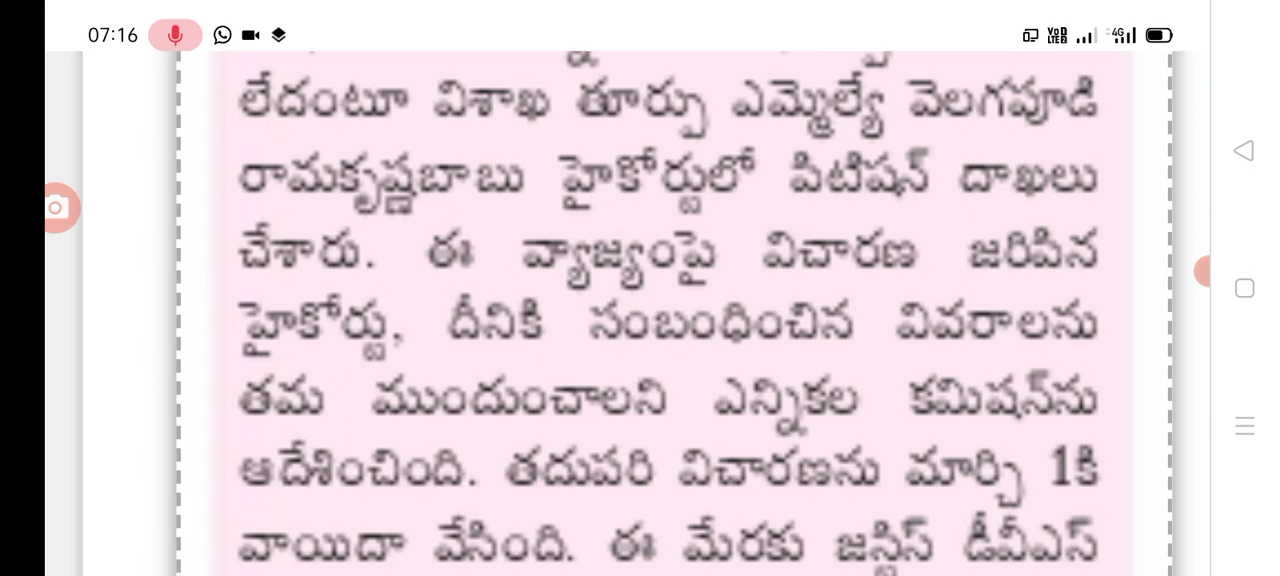 07:16
లేదంటూ విశాఖ తూర్పు ఎమ్మెల్యే వెలగపూడి
రామకృష్ణబాబు హైకోర్టులో పిటిషన్ దాఖలు
చేశారు. ఈ వ్యాజ్యంపై విచారణ జరిపిన
హైకోర్టు, దీనికి సంబంధించిన వివరాలను
తమ ముందుంచాలని ఎన్నికల కమిషన్‌ను
ఆదేశించింది. తదుపరి విచారణను మార్చి 1కి
వాయిదా వేసింది. ఈ మేరకు జస్టిస్ డీవీఎస్